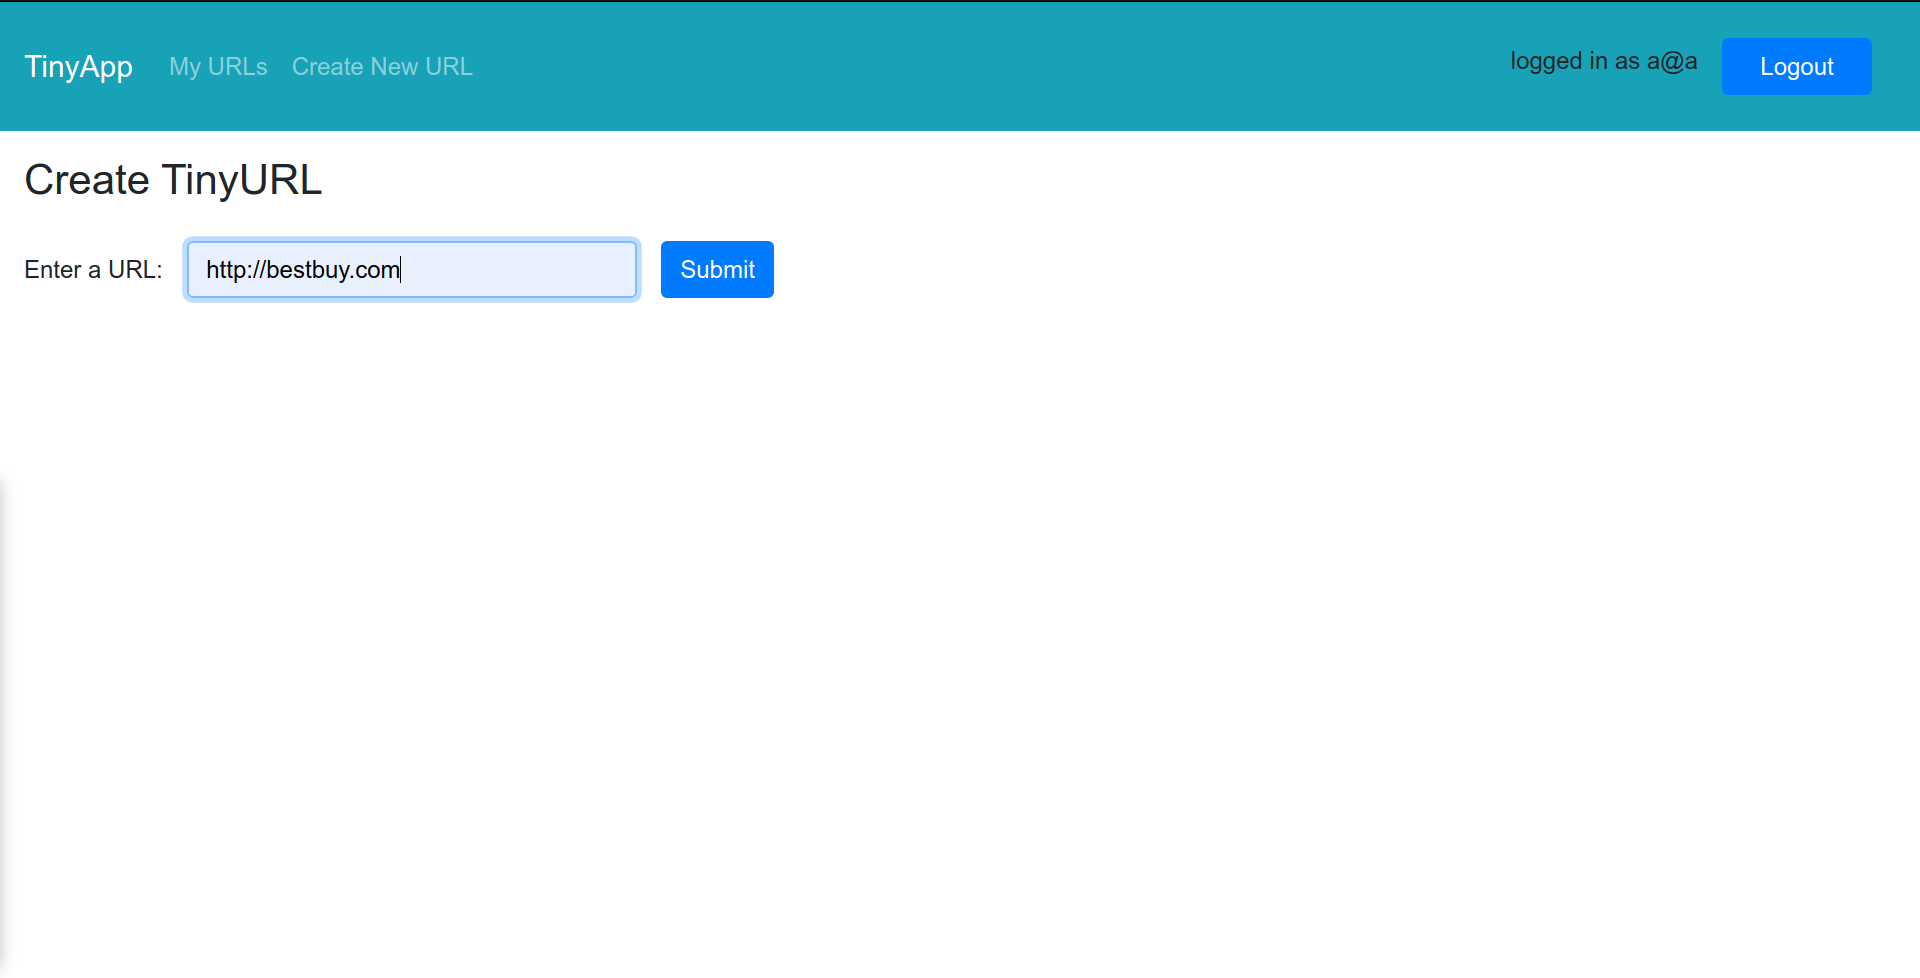 TinyApp My URLs Create New URL logged in as a@a Logout
Create TinyURL
Enter a URL: http://bestbuy.com Submit